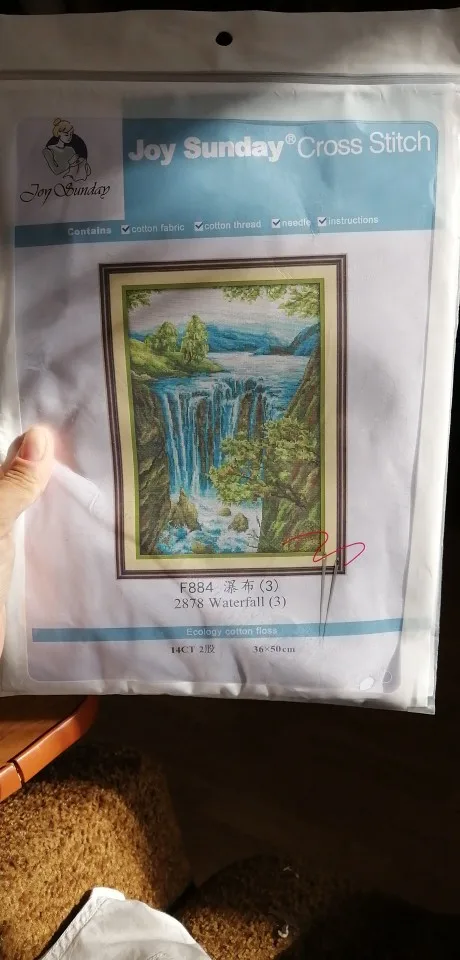 Joy Sunday® Cross Stitch
Joy Sunday
Contains ☑cotton fabric ☑cotton thread ☑needle ☑instructions
F884 瀑布(3)
2878 Waterfall (3)
Ecology cotton floss
14CT 2股 36×50cm